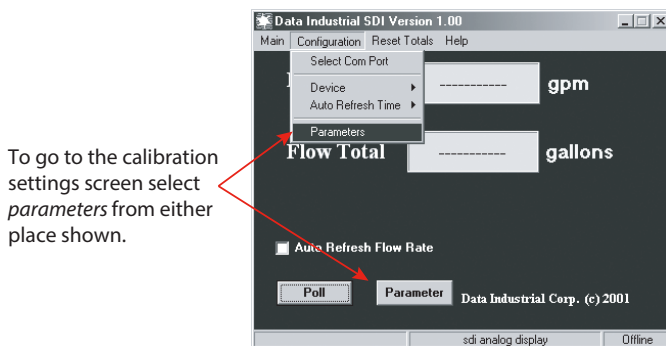 Data Industrial SDI Version 1.00
Main Configuration Reset Totals Help
Select Com Port
Device
Auto Refresh Time
Parameters
----------- gpm
Flow Total ----------- gallons
To go to the calibration
settings screen select
parameters from either
place shown.
Auto Refresh Flow Rate
Poll Parameter Data Industrial Corp. (c) 2001
sdi analog display Offline